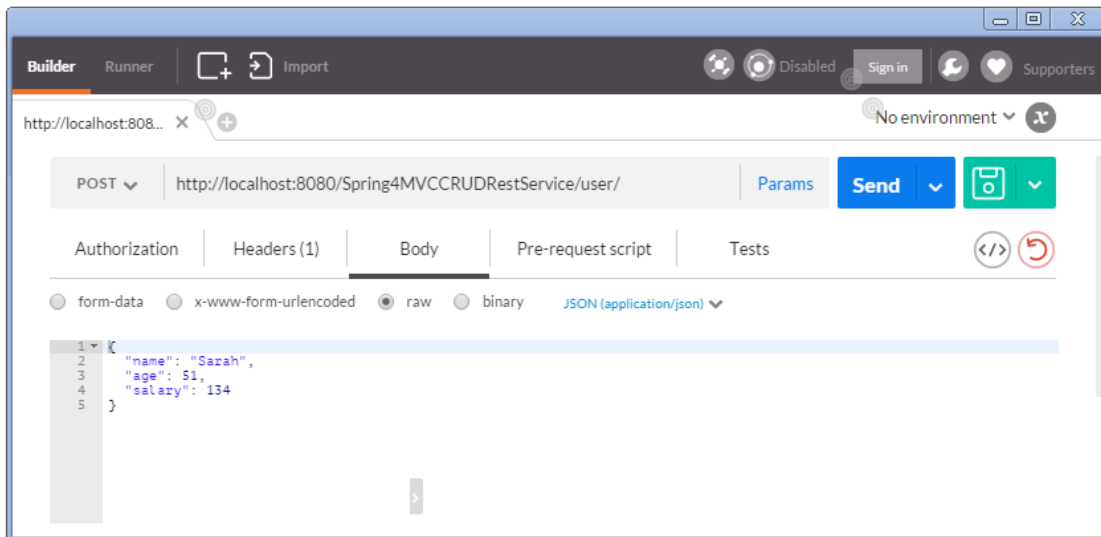 Builder Runner Import Disabled Sign in Supporters
http://localhost:808... No environment
POST http://localhost:8080/Spring4MVCCRUDRestService/user/ Params Send
Authorization Headers (1) Body Pre-request script Tests
form-data x-www-form-urlencoded raw binary JSON (application/json)
1 {
2 "name": "Sarah",
3 "age": 51,
4 "salary": 134
5 }